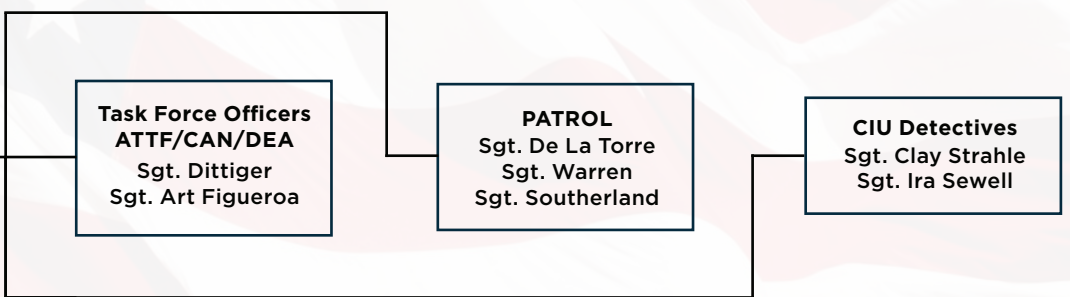 Task Force Officers
ATTF/CAN/DEA
Sgt. Dittiger
Sgt. Art Figueroa
PATROL
Sgt. De La Torre
Sgt. Warren
Sgt. Southerland
CIU Detectives
Sgt. Clay Strahle
Sgt. Ira Sewell